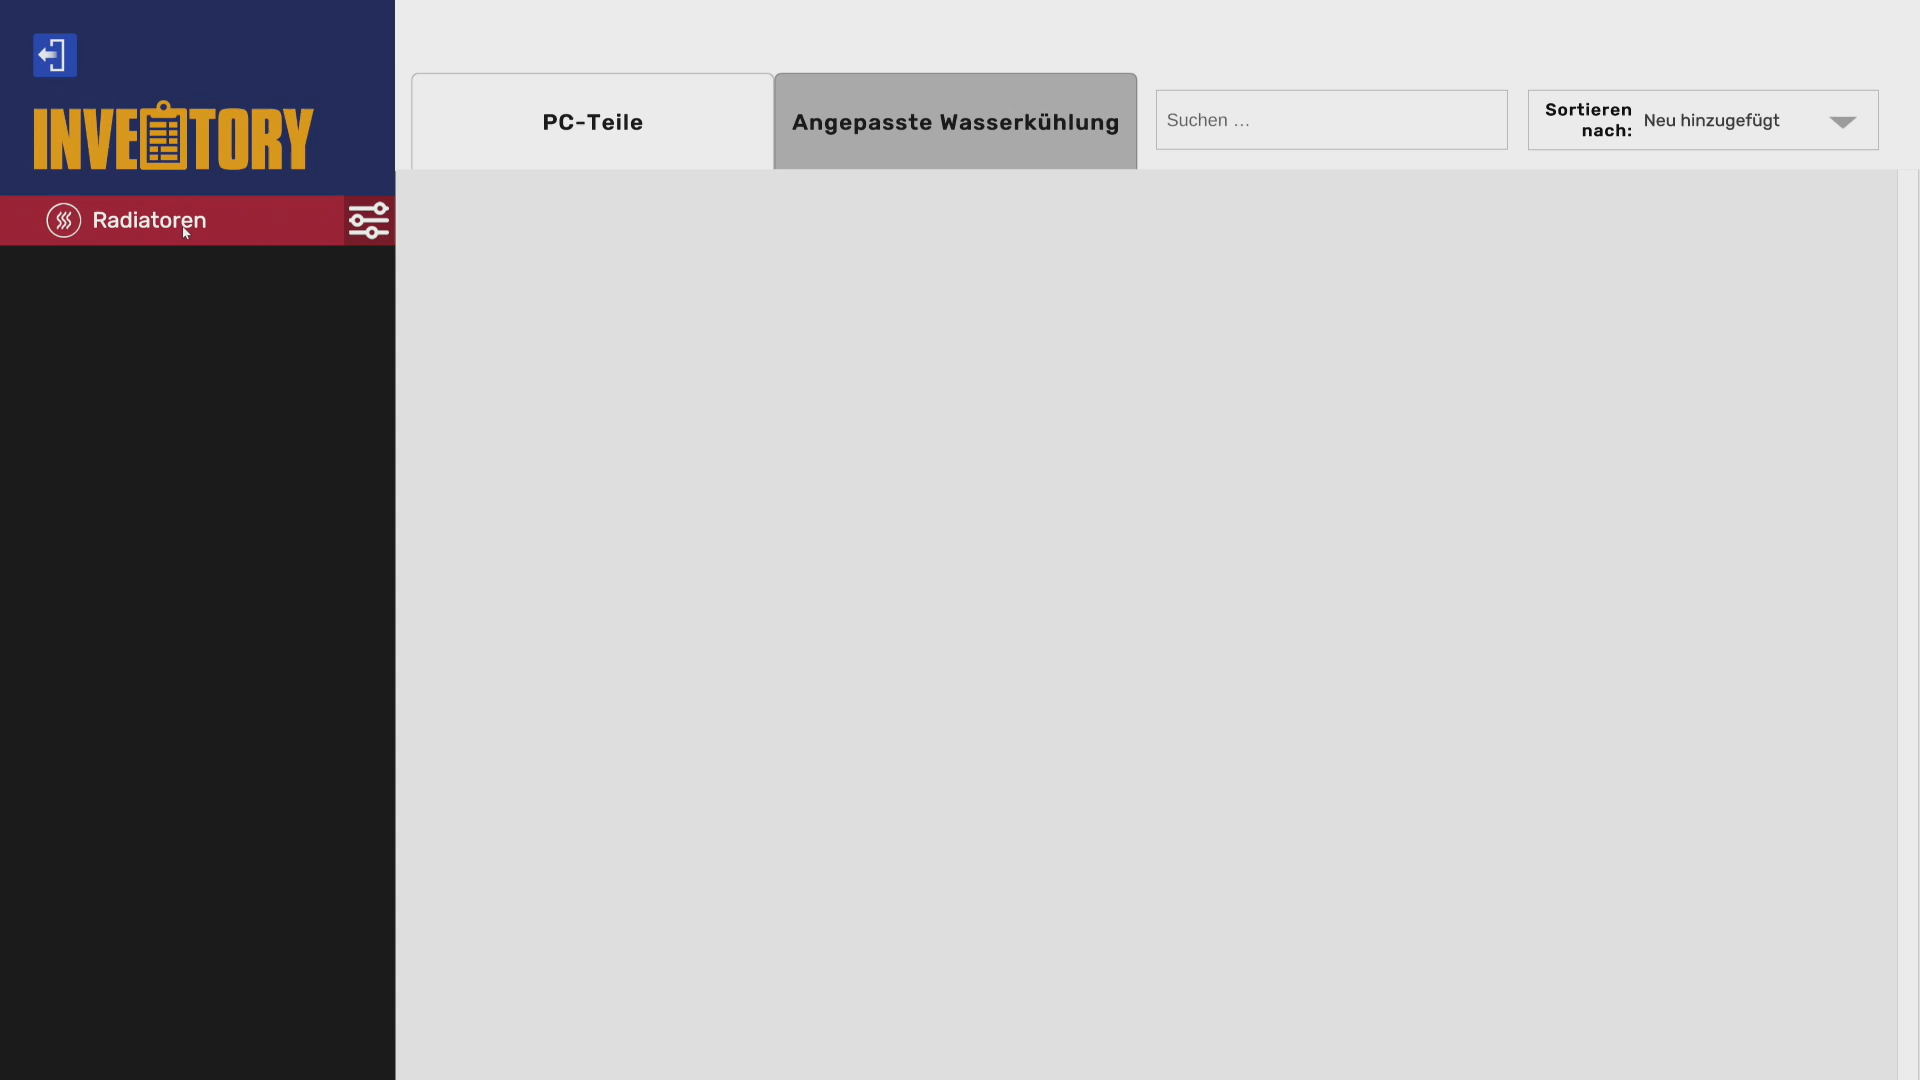 INVENTORY
Radiatoren
PC-Teile
Angepasste Wasserkühlung
Suchen …
Sortieren
nach:
Neu hinzugefügt